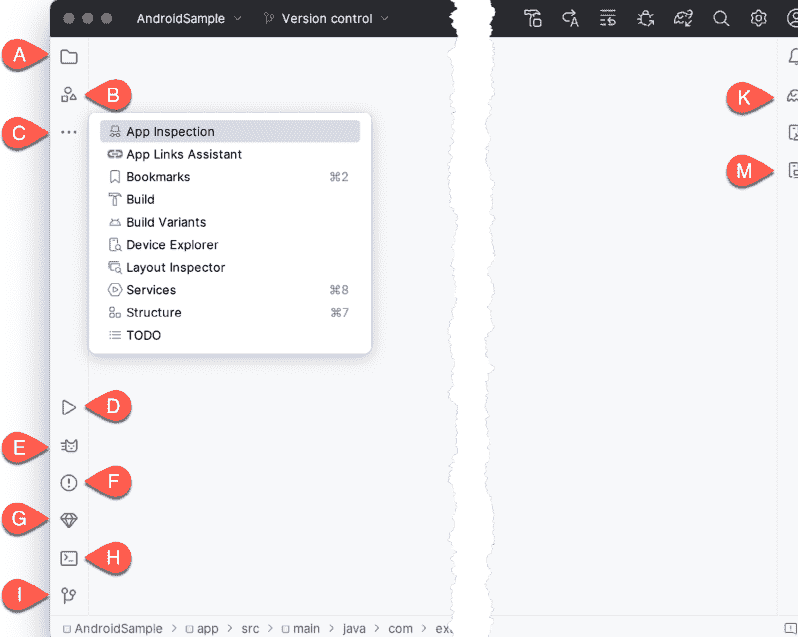 AndroidSample Version control
A
B
C
App Inspection
App Links Assistant
Bookmarks ⌘2
Build
Build Variants
Device Explorer
Layout Inspector
Services ⌘8
Structure ⌘7
TODO
K
M
D
E
F
G
H
I
AndroidSample > app > src > main > java > com >